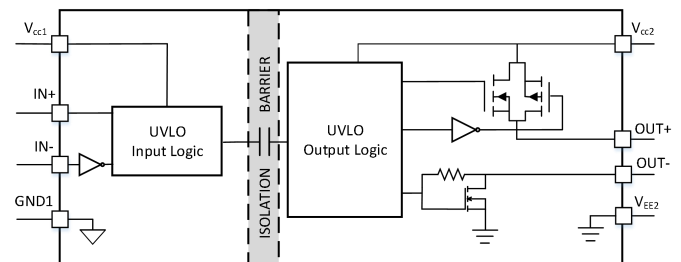 Vcc1
IN+
IN-
GND1
UVLO
Input Logic
ISOLATION BARRIER
UVLO
Output Logic
Vcc2
OUT+
OUT-
VEE2